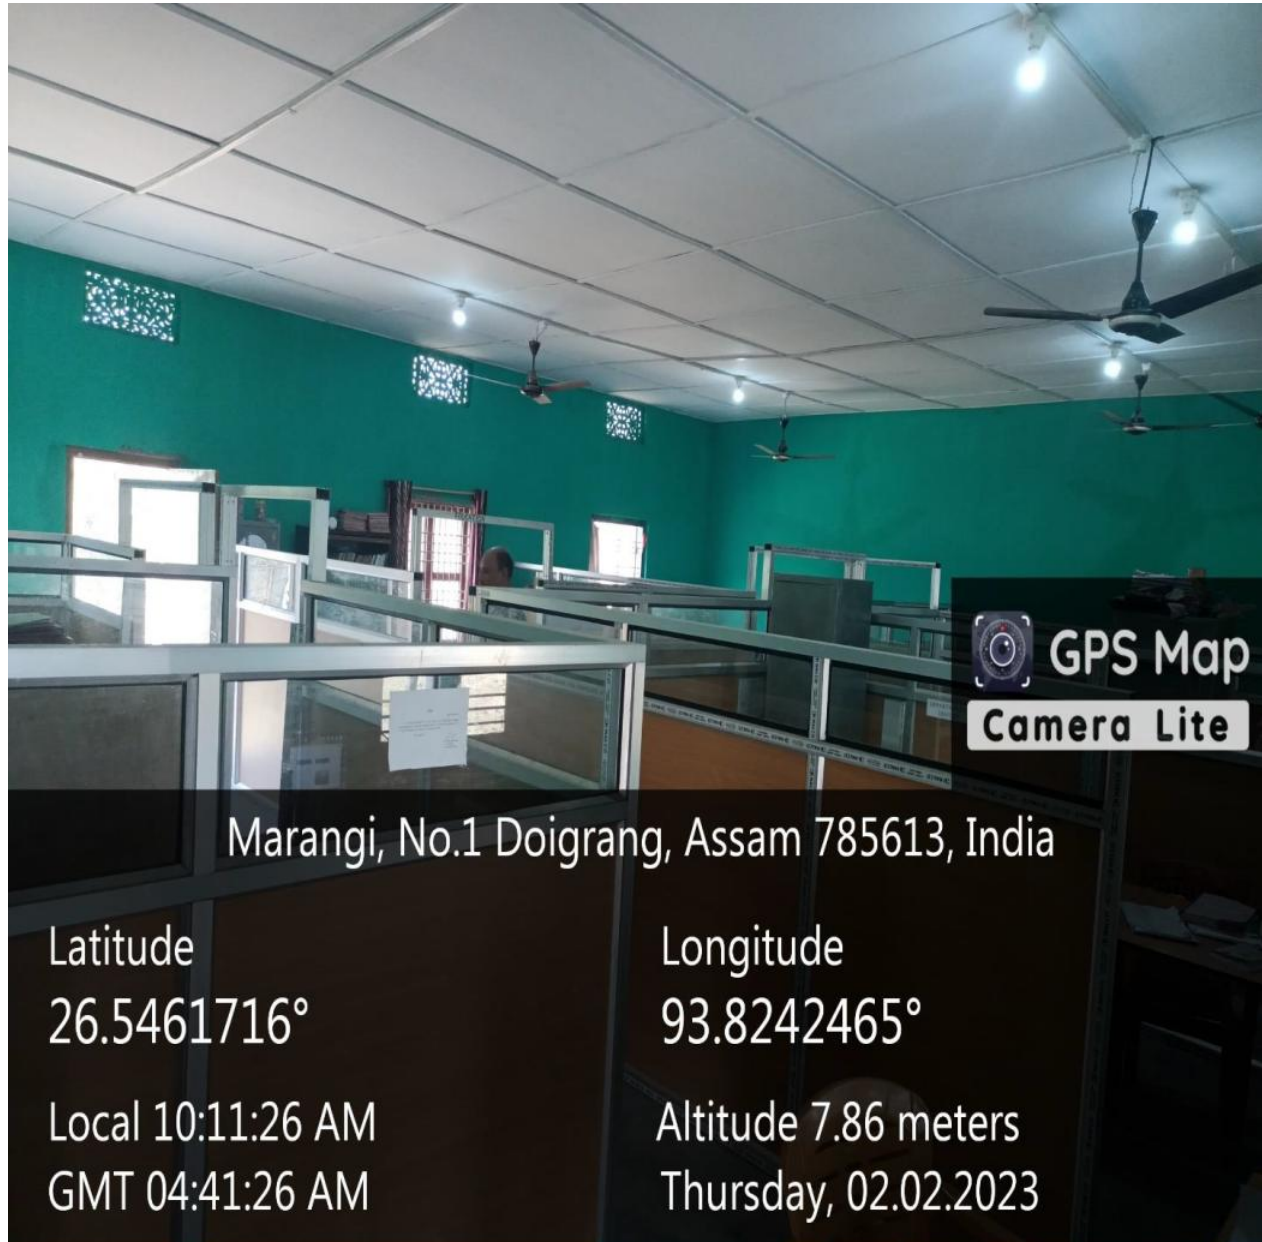 GPS Map
Camera Lite
Marangi, No.1 Doigrang, Assam 785613, India
Latitude
26.5461716°
Longitude
93.8242465°
Local 10:11:26 AM
GMT 04:41:26 AM
Altitude 7.86 meters
Thursday, 02.02.2023